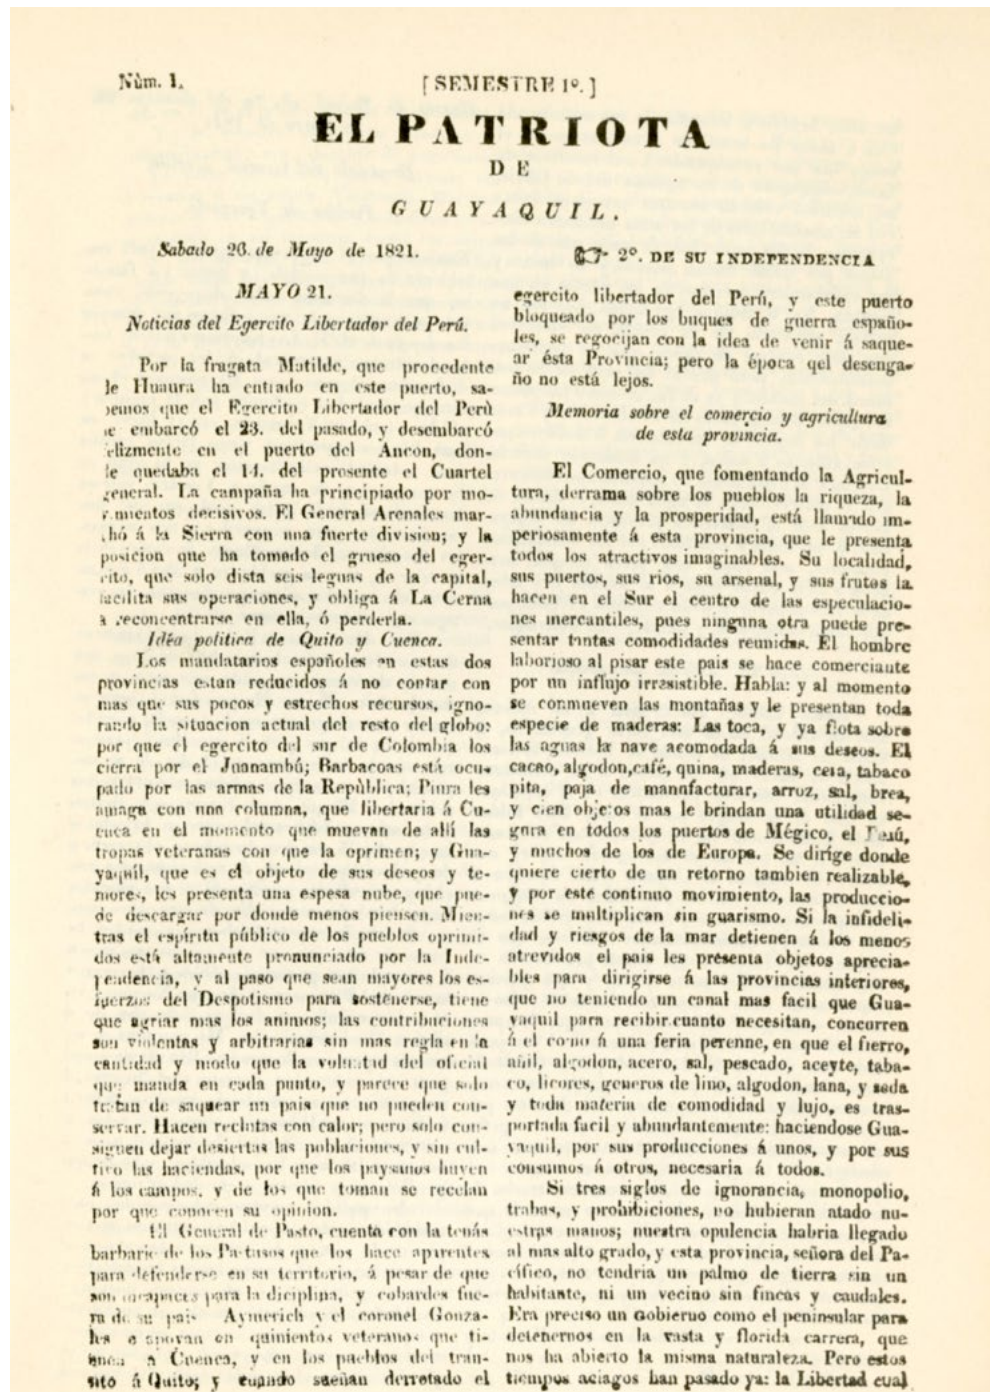 Núm. 1.
[ SEMESTRE 1º. ]
EL PATRIOTA
DE
GUAYAQUIL.
Sabado 26. de Mayo de 1821.
2º. DE SU INDEPENDENCIA
MAYO 21.
Noticias del Egercito Libertador del Perú.
Por la fragata Matilde, que procedente
de Huaura ha entrado en este puerto, sa-
bemos que el Egercito Libertador del Perù
se embarcó el 23. del pasado, y desembarcó
felizmente en el puerto del Ancon, don-
de quedaba el 14. del presente el Cuartel
general. La campaña ha principiado por mo-
vimientos decisivos. El General Arenales mar-
chó á la Sierra con una fuerte division; y la
posicion que ha tomado el grueso del eger-
cito, que solo dista seis leguas de la capital,
facilita sus operaciones, y obliga á La Cerna
á reconcentrarse en ella, ó perderla.
Idéa politica de Quito y Cuenca.
Los mandatarios españoles en estas dos
provincias estan reducidos á no contar con
mas que sus pocos y estrechos recursos, igno-
rando la situacion actual del resto del globo:
por que el egercito del sur de Colombia los
cierra por el Juanambú; Barbacoas está ocu-
pado por las armas de la Repùblica; Piura les
amaga con una columna, que libertaria á Cu-
enca en el momento que muevan de allí las
tropas veteranas con que la oprimen; y Gua-
yaquil, que es el objeto de sus deseos y te-
mores, les presenta una espesa nube, que pue-
de descargar por donde menos piensen. Mien-
tras el espíritu público de los pueblos oprimi-
dos está altamente pronunciado por la Inde-
pendencia, y al paso que sean mayores los es-
fuerzos del Despotismo para sostenerse, tiene
que agriar mas los animos; las contribuciones
son violentas y arbitrarias sin mas regla en la
cantidad y modo que la voluntad del oficial
que manda en cada punto, y parece que solo
tratan de saquear un pais que no pueden con-
servar. Hacen reclutas con calor; pero solo con-
siguen dejar desiertas las poblaciones, y sin cul-
tivo las haciendas, por que los paysanos huyen
á los campos, y de los que toman se recelan
por que conocen su opinion.
El General de Pasto, cuenta con la tenás
barbarie de los Pastusos que los hace aparentes
para defenderse en su territorio, á pesar de que
son incapaces para la diciplina, y cobardes fue-
ra de su pais Aymerich y el coronel Gonza-
les se apoyan en quinientos veteranos que ti-
enen á Cuenca, y en los pueblos del tran-
sito á Quito; y cuando sueñan derrotado el
egercito libertador del Perú, y este puerto
bloqueado por los buques de guerra españo-
les, se regocijan con la idea de venir á saque-
ar ésta Provincia; pero la época qel desenga-
ño no está lejos.
Memoria sobre el comercio y agricultura
de esta provincia.
El Comercio, que fomentando la Agricul-
tura, derrama sobre los pueblos la riqueza, la
abundancia y la prosperidad, está llamado im-
periosamente á esta provincia, que le presenta
todos los atractivos imaginables. Su localidad,
sus puertos, sus rios, su arsenal, y sus frutos la
hacen en el Sur el centro de las especulacio-
nes mercantiles, pues ninguna otra puede pre-
sentar tantas comodidades reunidas. El hombre
laborioso al pisar este pais se hace comerciante
por un influjo irresistible. Habla: y al momento
se conmueven las montañas y le presentan toda
especie de maderas: Las toca, y ya flota sobre
las aguas la nave acomodada á sus deseos. El
cacao, algodon,café, quina, maderas, cera, tabaco
pita, paja de manufacturar, arroz, sal, brea,
y cien objetos mas le brindan una utilidad se-
gura en todos los puertos de Mégico, el Perú,
y muchos de los de Europa. Se dirige donde
quiere cierto de un retorno tambien realizable,
y por este continuo movimiento, las produccio-
nes se multiplican sin guarismo. Si la infideli-
dad y riesgos de la mar detienen á los menos
atrevidos el pais les presenta objetos aprecia-
bles para dirigirse á las provincias interiores,
que no teniendo un canal mas facil que Gua-
yaquil para recibir cuanto necesitan, concurren
á el como á una feria perenne, en que el fierro,
añil, algodon, acero, sal, pescado, aceyte, taba-
co, licores, generos de lino, algodon, lana, y seda
y toda materia de comodidad y lujo, es tras-
portada facil y abundantemente: haciendose Gua-
yaquil, por sus producciones á unos, y por sus
consumos á otros, necesaria á todos.
Si tres siglos de ignorancia, monopolio,
trabas, y prohibiciones, no hubieran atado nu-
estras manos; nuestra opulencia habria llegado
al mas alto grado, y esta provincia, señora del Pa-
cífico, no tendria un palmo de tierra sin un
habitante, ni un vecino sin fincas y caudales.
Era preciso un Gobierno como el peninsular para
detenernos en la vasta y florida carrera, que
nos ha abierto la misma naturaleza. Pero estos
tiempos aciagos han pasado ya: la Libertad cual